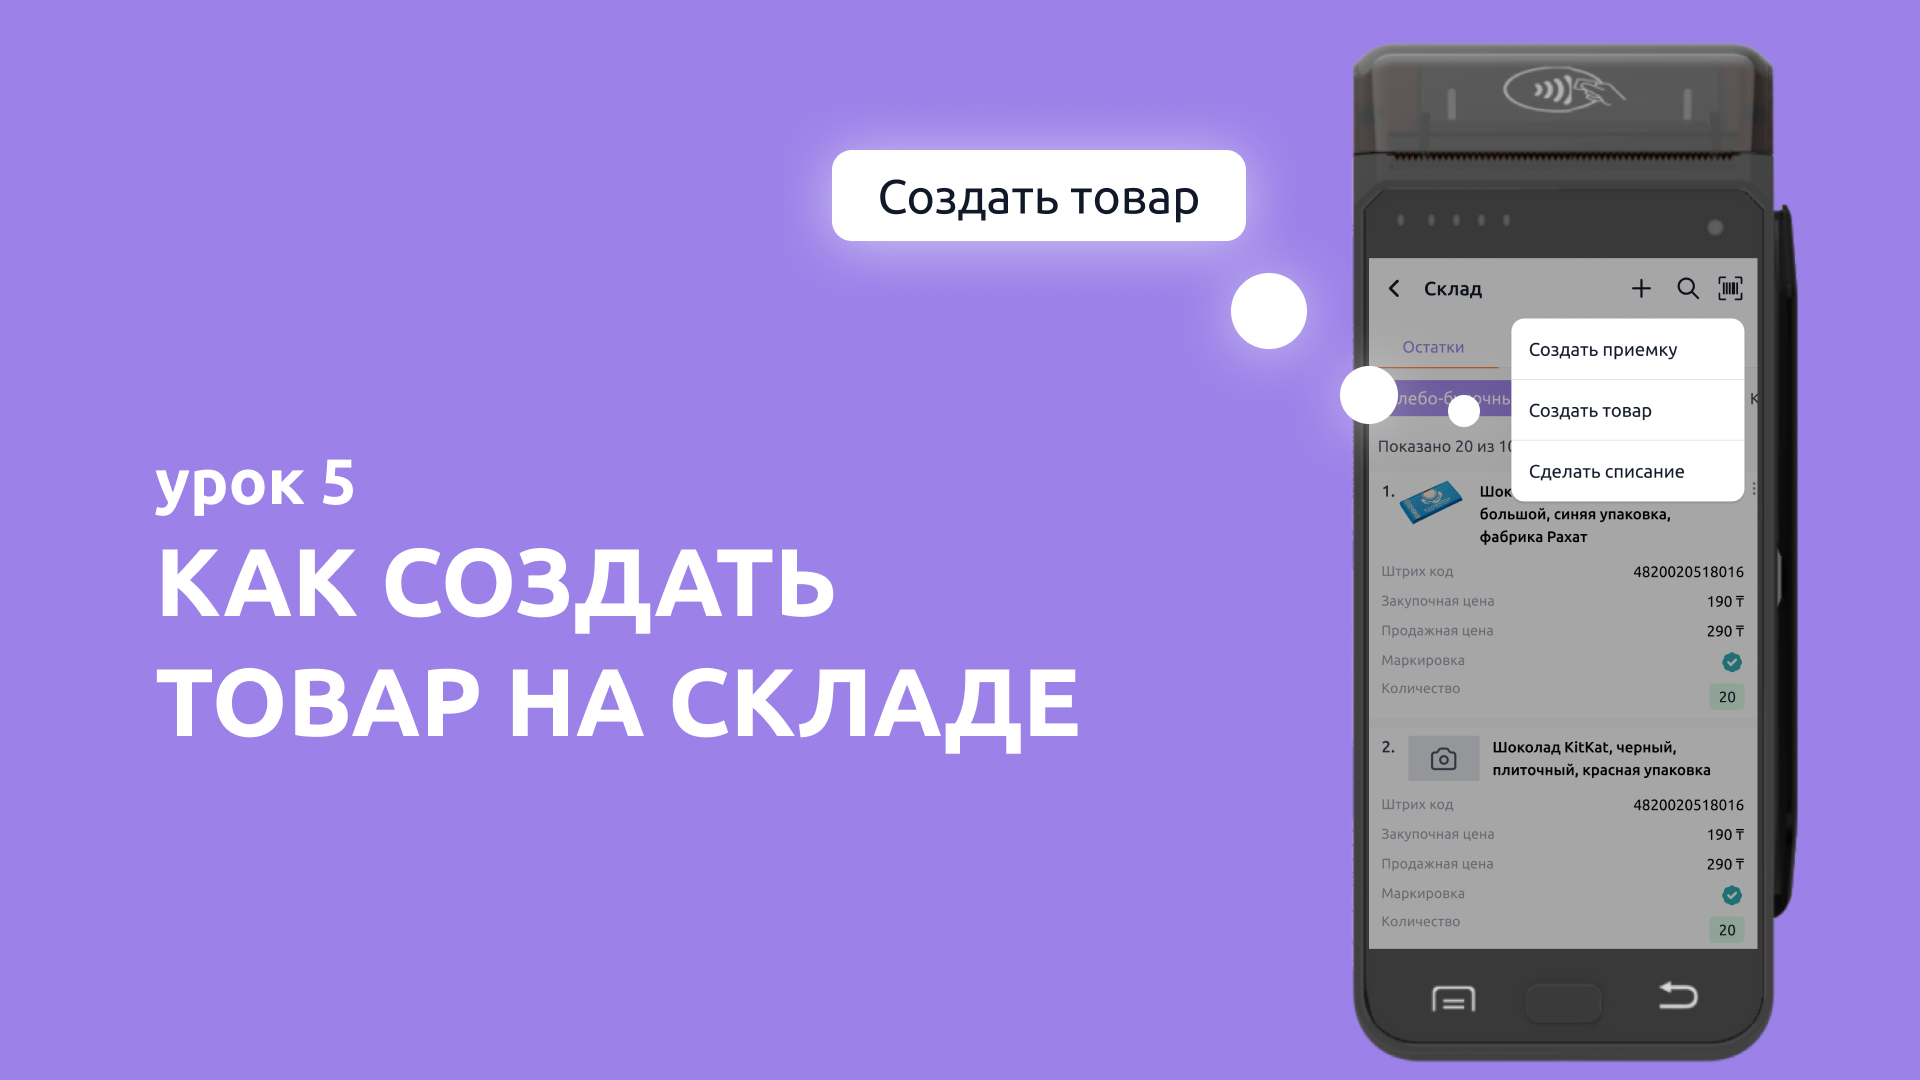 Создать товар
урок 5
КАК СОЗДАТЬ
ТОВАР НА СКЛАДЕ
Склад
Остатки
Создать приемку
Создать товар
Сделать списание
Показано 20 из
1.
большой, синяя упаковка,
фабрика Рахат
Штрих код 4820020518016
Закупочная цена 190 ₸
Продажная цена 290 ₸
Маркировка
Количество 20
2. Шоколад KitKat, черный,
плиточный, красная упаковка
Штрих код 4820020518016
Закупочная цена 190 ₸
Продажная цена 290 ₸
Маркировка
Количество 20